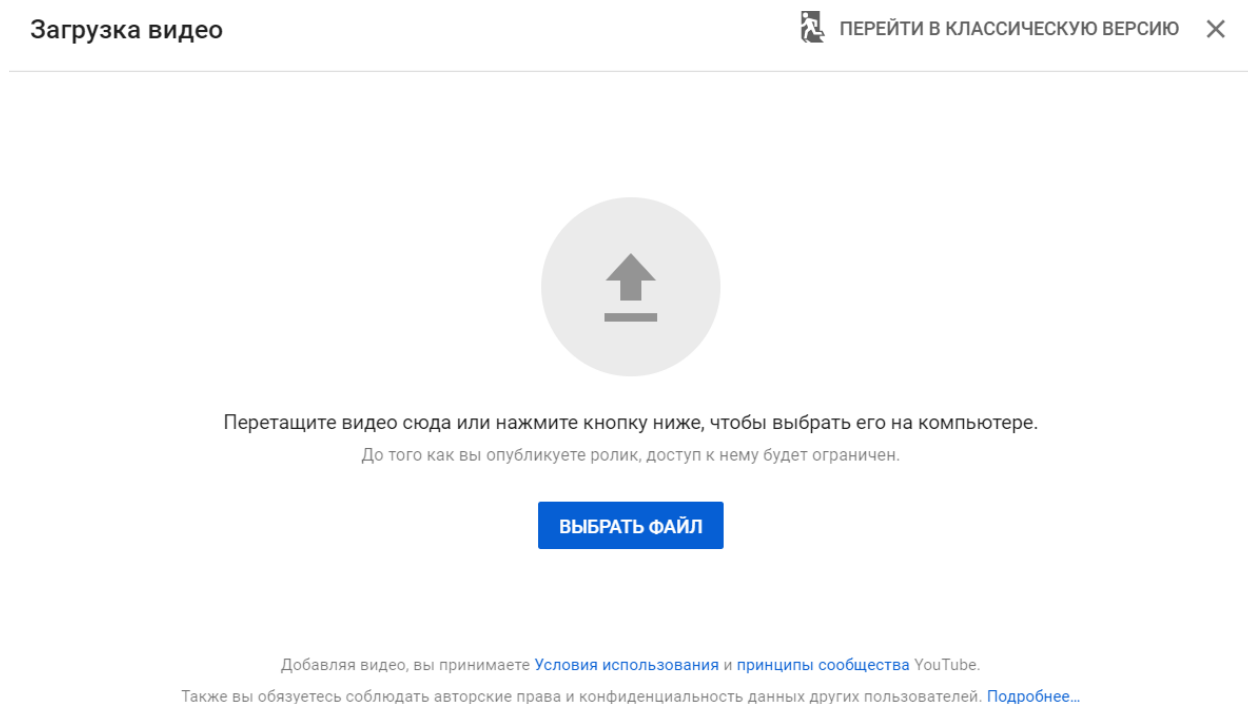 Загрузка видео
ПЕРЕЙТИ В КЛАССИЧЕСКУЮ ВЕРСИЮ
Перетащите видео сюда или нажмите кнопку ниже, чтобы выбрать его на компьютере.
До того как вы опубликуете ролик, доступ к нему будет ограничен.
ВЫБРАТЬ ФАЙЛ
Добавляя видео, вы принимаете Условия использования и принципы сообщества YouTube.
Также вы обязуетесь соблюдать авторские права и конфиденциальность данных других пользователей. Подробнее…